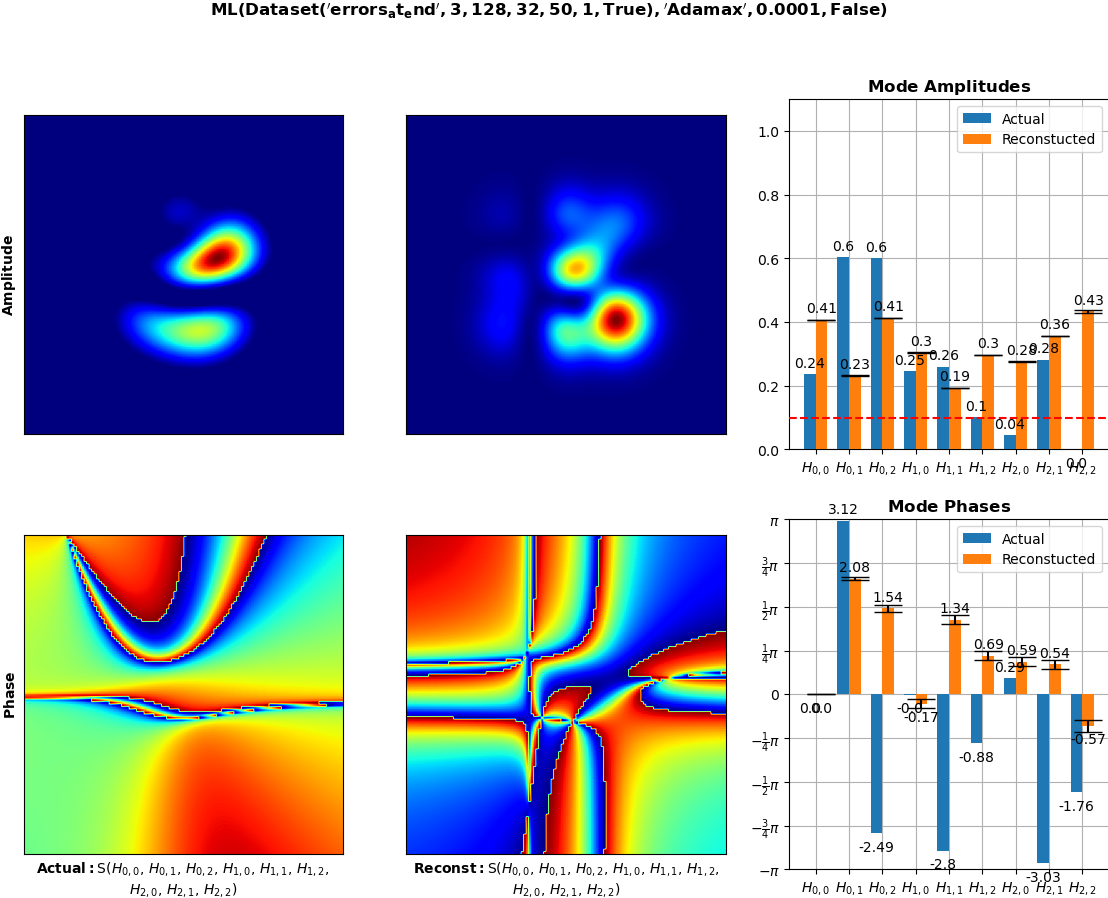 ML(Dataset('errors_at_end', 3, 128, 32, 50, 1, True), 'Adamax', 0.0001, False)
Amplitude
Mode Amplitudes
Actual
Reconstucted
1.0
0.8
0.6
0.4
0.2
0.0
0.24
0.41
0.6
0.23
0.6
0.41
0.25
0.3
0.26
0.19
0.1
0.3
0.04
0.28
0.28
0.36
0.0
0.43
H0,0 H0,1 H0,2 H1,0 H1,1 H1,2 H2,0 H2,1 H2,2
Phase
Actual: S(H0,0, H0,1, H0,2, H1,0, H1,1, H1,2,
H2,0, H2,1, H2,2)
Reconst: S(H0,0, H0,1, H0,2, H1,0, H1,1, H1,2,
H2,0, H2,1, H2,2)
Mode Phases
Actual
Reconstucted
π
3/4π
1/2π
1/4π
0
−1/4π
−1/2π
−3/4π
−π
0.0
0.0
3.12
2.08
-2.49
1.54
-0.0
-0.17
-2.8
1.34
-0.88
0.69
0.29
0.59
-3.03
0.54
-1.76
-0.57
H0,0 H0,1 H0,2 H1,0 H1,1 H1,2 H2,0 H2,1 H2,2